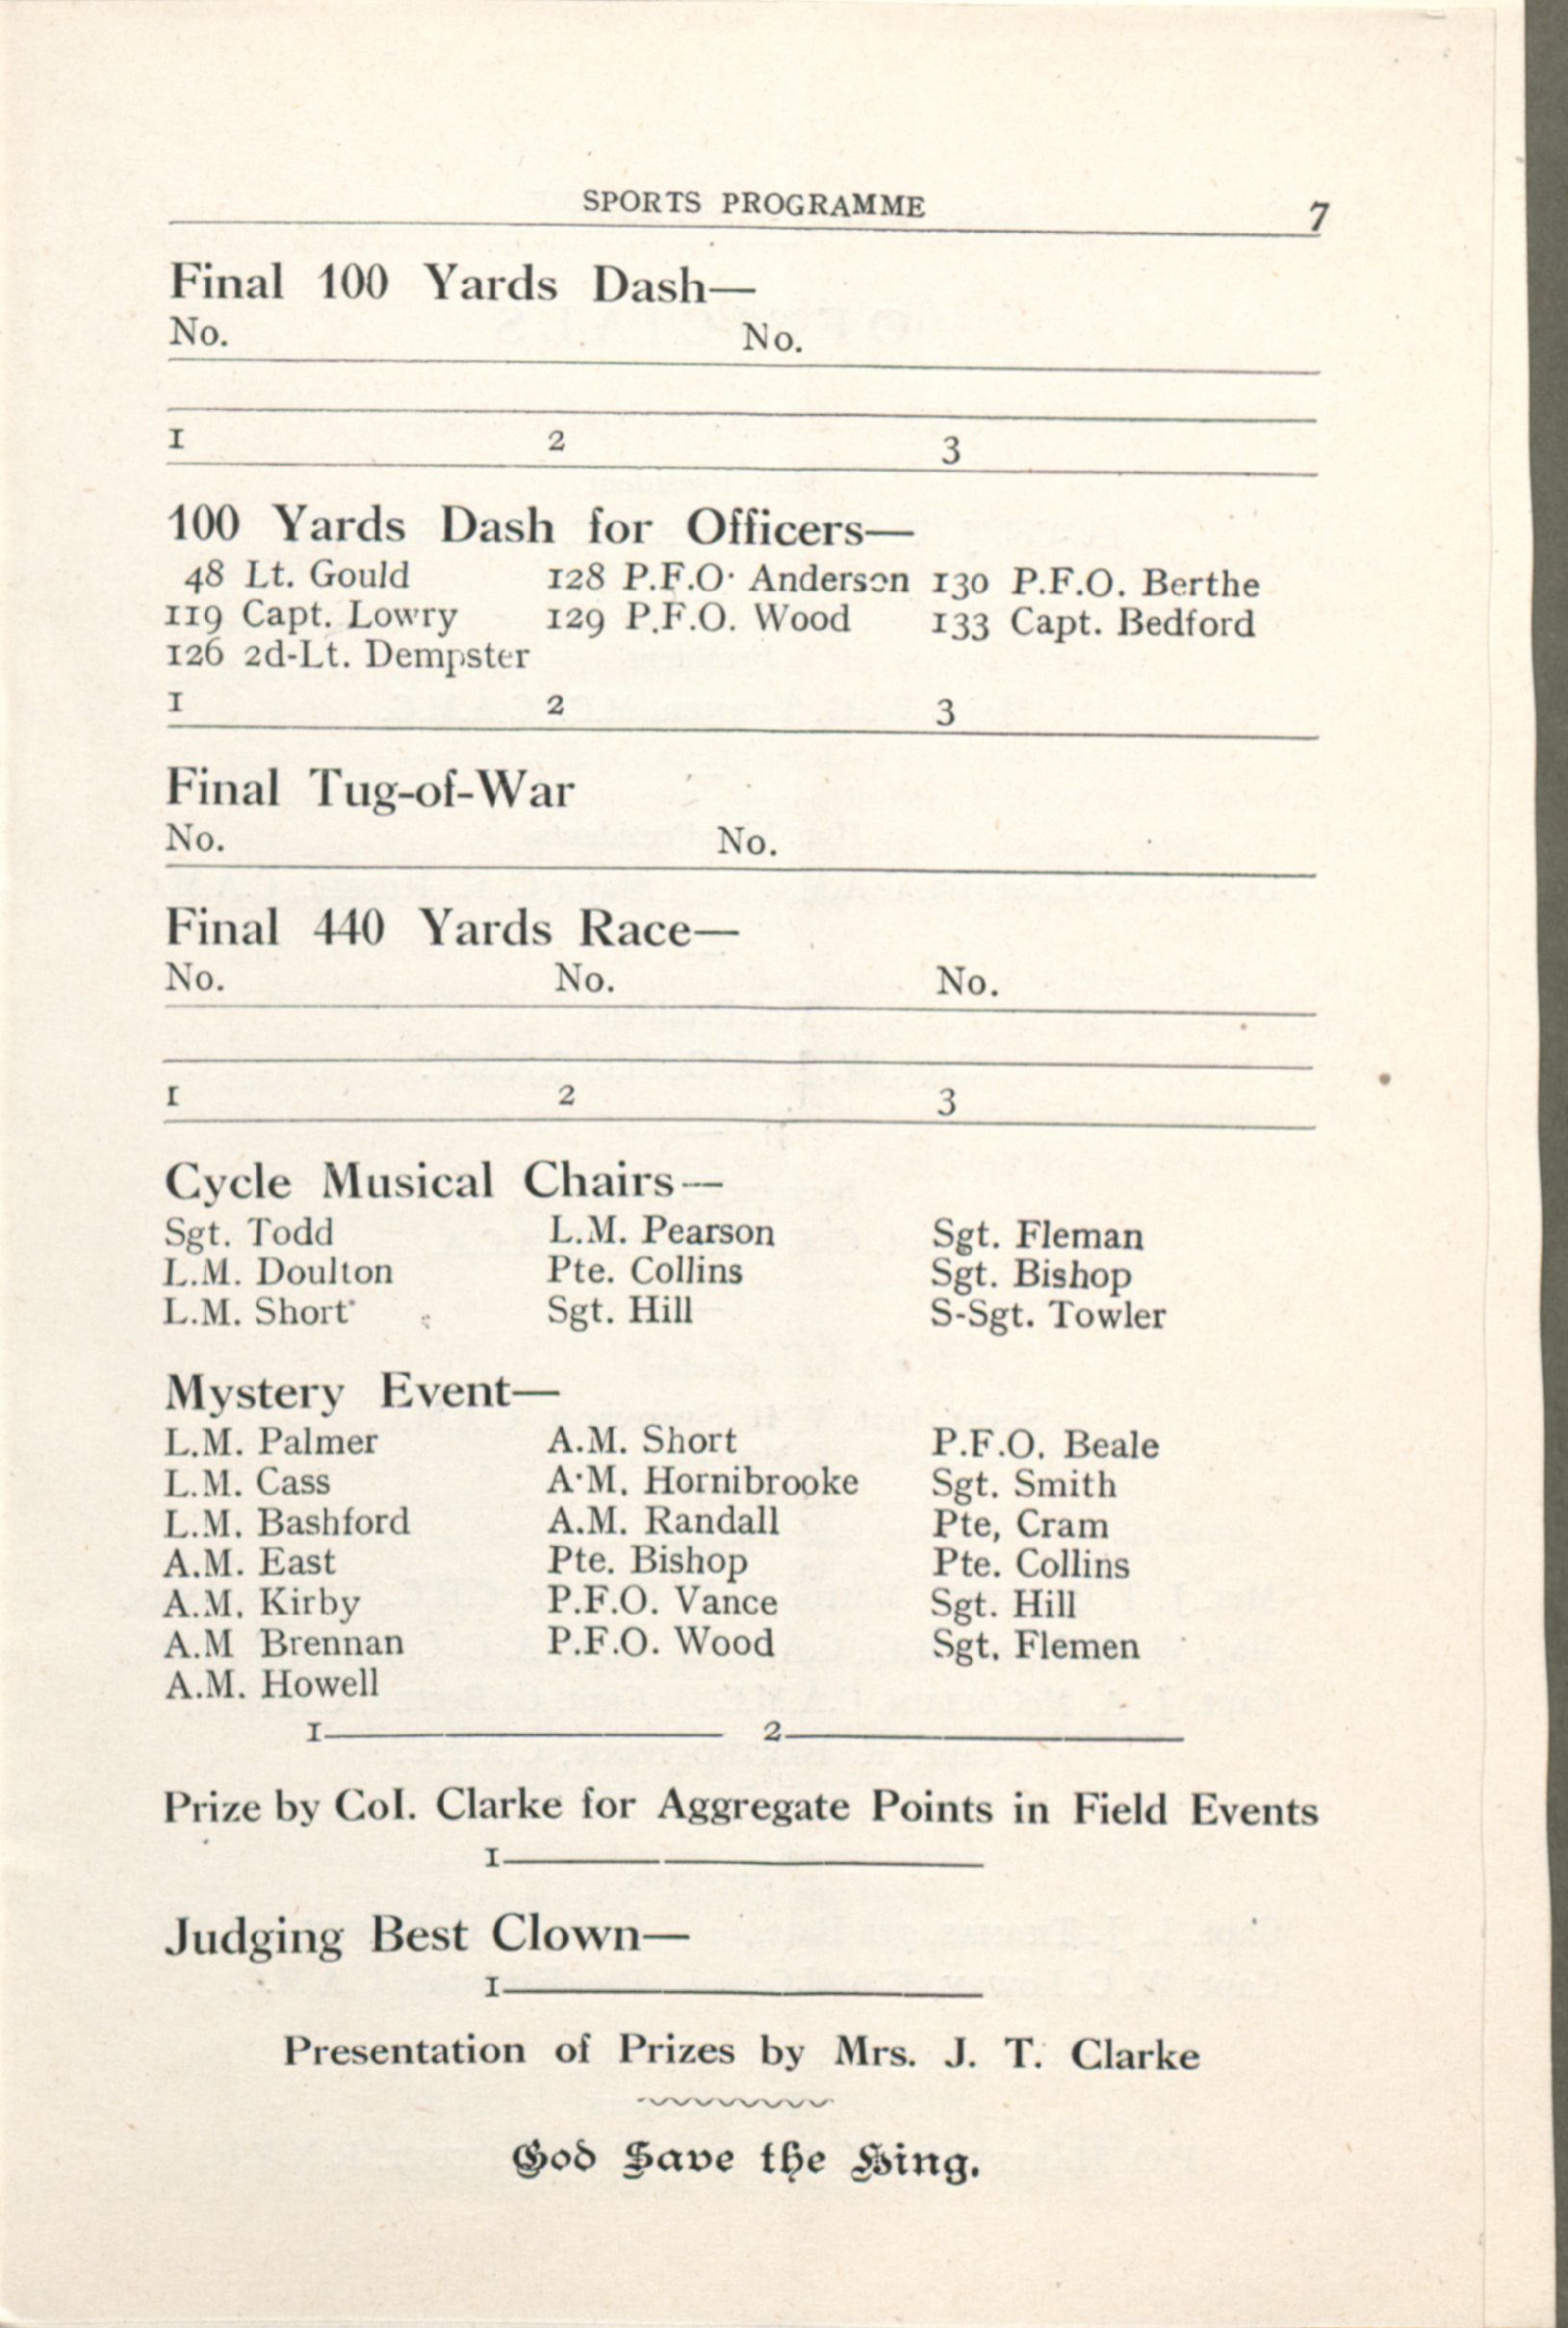 SPORTS PROGRAMME 7
Final 100 Yards Dash—
No. No.
1 2 3
100 Yards Dash for Officers—
48 Lt. Gould 128 P.F.O. Anderson 130 P.F.O. Berthe
119 Capt. Lowry 129 P.F.O. Wood 133 Capt. Bedford
126 2d-Lt. Dempster
1 2 3
Final Tug-of-War
No. No.
Final 440 Yards Race—
No. No. No.
1 2 3
Cycle Musical Chairs—
Sgt. Todd L.M. Pearson Sgt. Fleman
L.M. Doulton Pte. Collins Sgt. Bishop
L.M. Short Sgt. Hill S-Sgt. Towler
Mystery Event—
L.M. Palmer A.M. Short P.F.O. Beale
L.M. Cass A.M. Hornibrooke Sgt. Smith
L.M. Bashford A.M. Randall Pte, Cram
A.M. East Pte. Bishop Pte. Collins
A.M. Kirby P.F.O. Vance Sgt. Hill
A.M Brennan P.F.O. Wood Sgt. Flemen
A.M. Howell
1— 2—
Prize by Col. Clarke for Aggregate Points in Field Events
1—
Judging Best Clown—
1—
Presentation of Prizes by Mrs. J. T. Clarke
God Save the King.